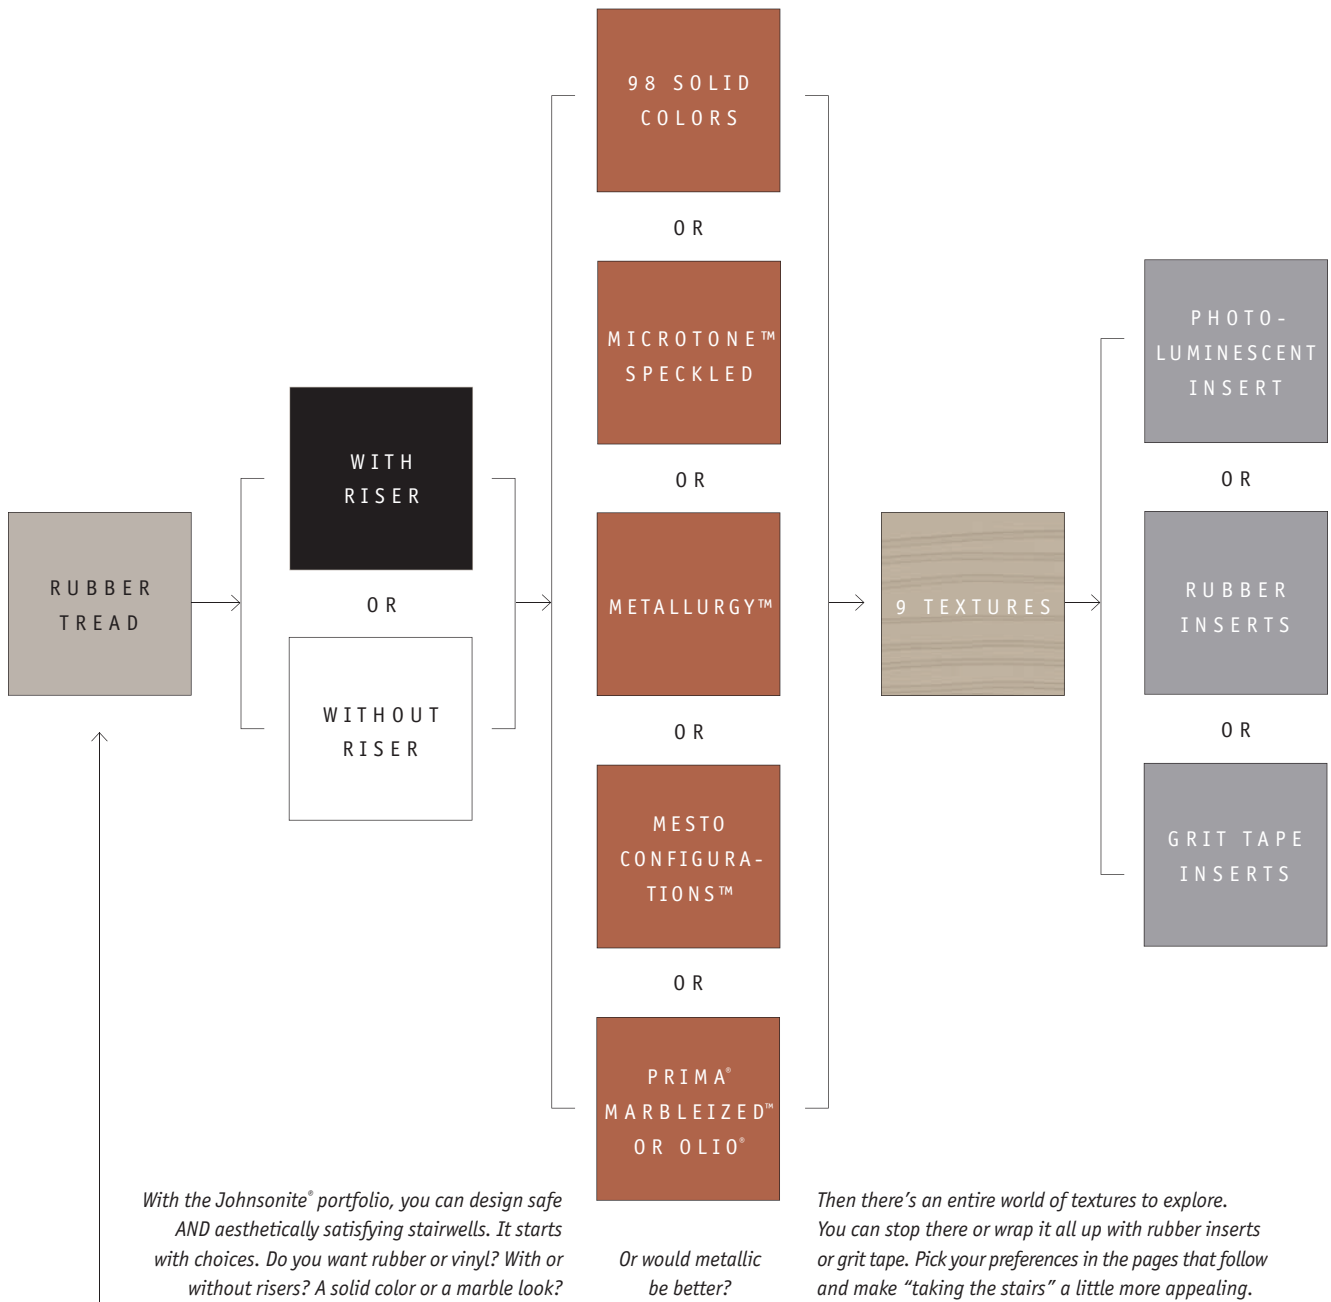 RUBBER
TREAD
WITH
RISER
OR
WITHOUT
RISER
98 SOLID
COLORS
OR
MICROTONE™
SPECKLED
OR
METALLURGY™
OR
MESTO
CONFIGURA-
TIONS™
OR
PRIMA®
MARBLEIZED™
OR OLIO®
9 TEXTURES
PHOTO-
LUMINESCENT
INSERT
OR
RUBBER
INSERTS
OR
GRIT TAPE
INSERTS
With the Johnsonite® portfolio, you can design safe
AND aesthetically satisfying stairwells. It starts
with choices. Do you want rubber or vinyl? With or
without risers? A solid color or a marble look?
Or would metallic
be better?
Then there’s an entire world of textures to explore.
You can stop there or wrap it all up with rubber inserts
or grit tape. Pick your preferences in the pages that follow
and make “taking the stairs” a little more appealing.